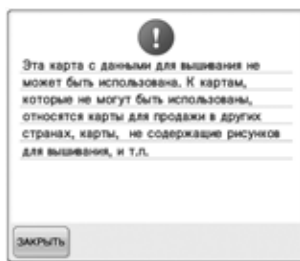 Эта карта с данными для вышивания не
может быть использована. К картам,
которые не могут быть использованы,
относятся карты для продажи в других
странах, карты, не содержащие рисунков
для вышивания, и т.п.
ЗАКРЫТЬ